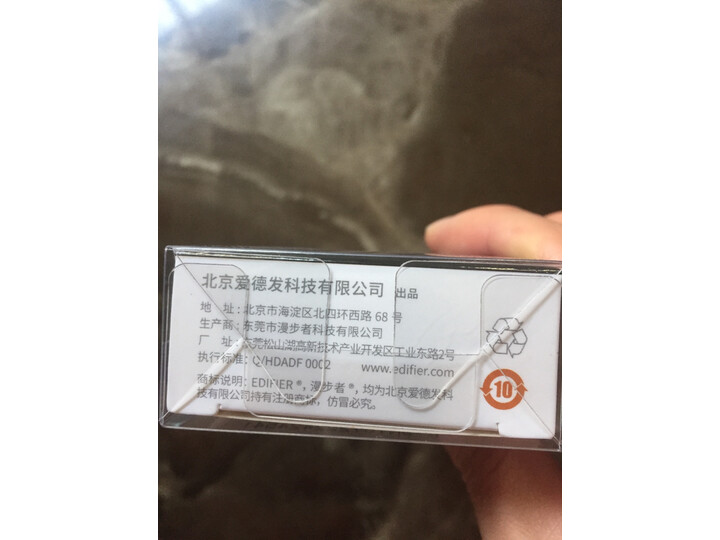 北京爱德发科技有限公司 出品
地 址:北京市海淀区北四环西路 68 号
生产商:东莞市漫步者科技有限公司
厂 址:东莞松山湖高新技术产业开发区工业东路2号
执行标准:Q/HDADF 0002 www.edifier.com
商标说明:EDIFIER ®,漫步者 ®,均为北京爱德发科
技有限公司持有注册商标,仿冒必究。
10